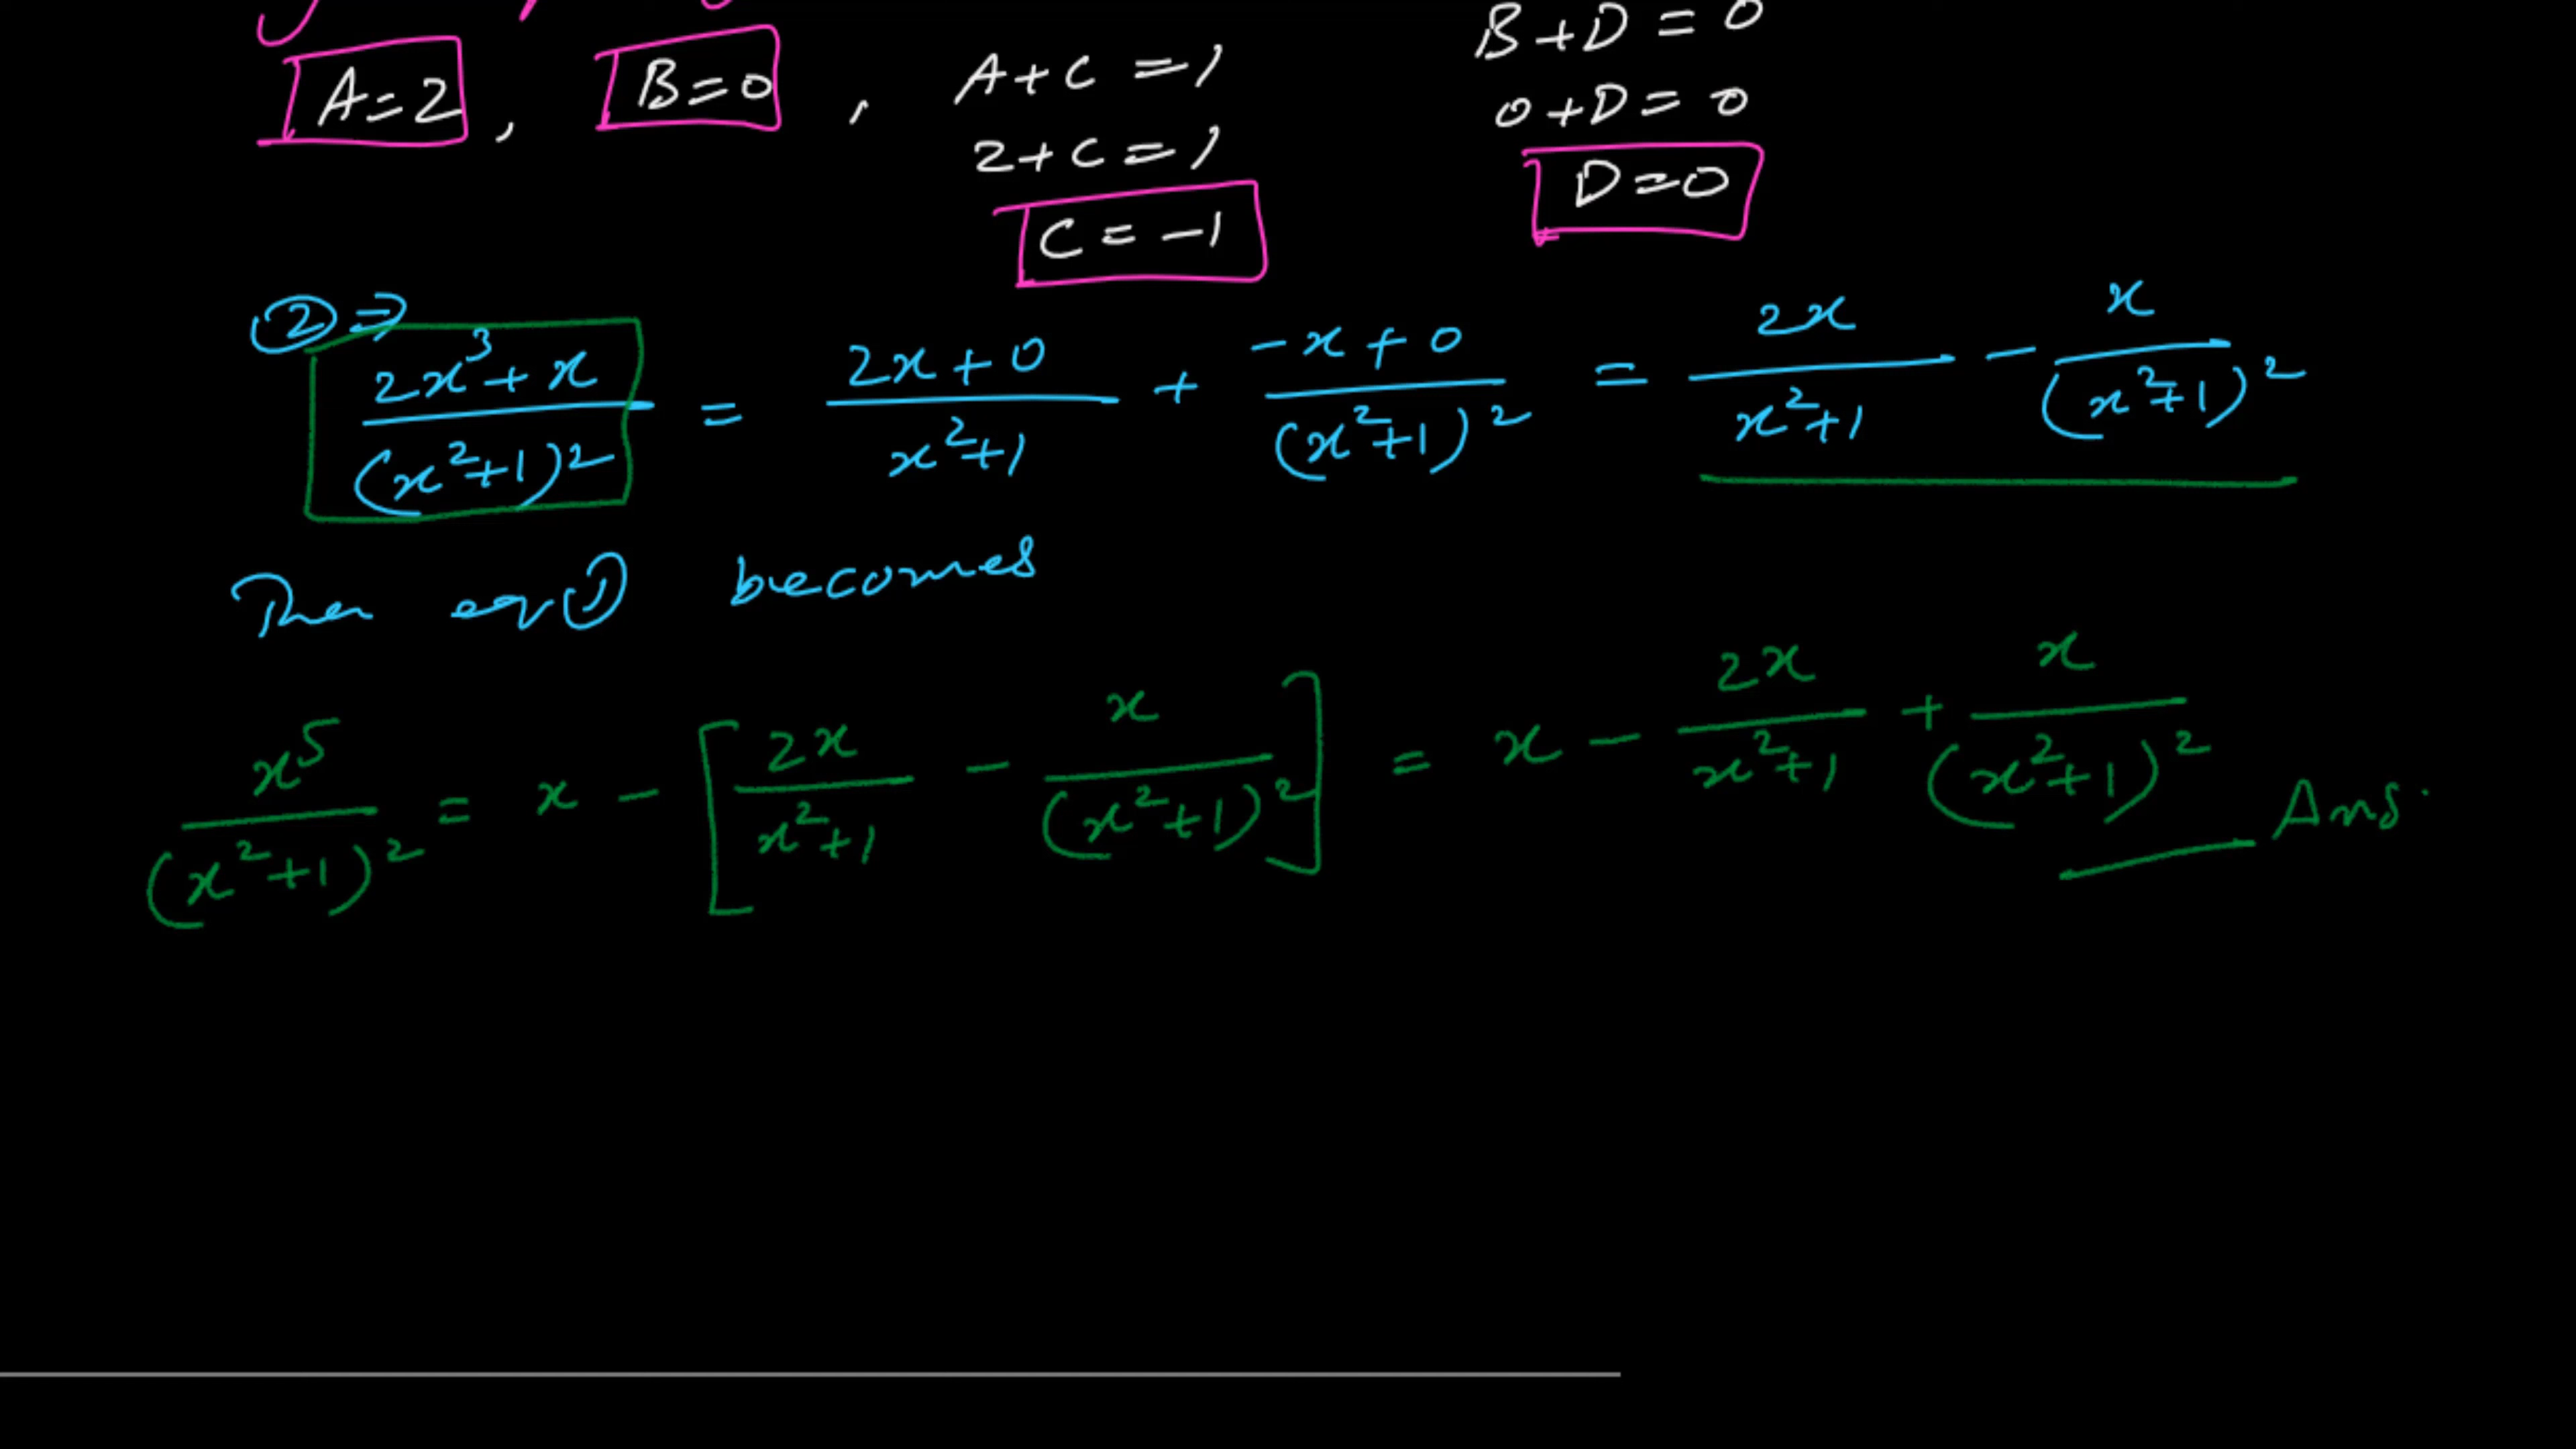 A=2 , B=0 , A+C=1 B+D=0
2+C=1 0+D=0
C=-1 D=0
② ⇒ (2x³+x)/(x²+1)² = (2x+0)/(x²+1) + (-x+0)/(x²+1)² = 2x/(x²+1) - x/(x²+1)²
Then eq① becomes
x⁵/(x²+1)² = x - [2x/(x²+1) - x/(x²+1)²] = x - 2x/(x²+1) + x/(x²+1)² Ans.